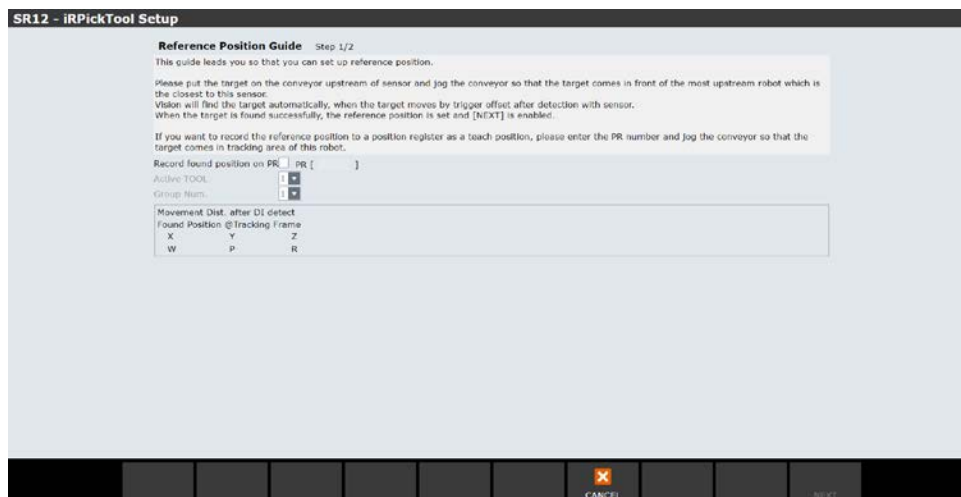 SR12 - iRPickTool Setup
Reference Position Guide Step 1/2
This guide leads you so that you can set up reference position.
Please put the target on the conveyor upstream of sensor and jog the conveyor so that the target comes in front of the most upstream robot which is
the closest to this sensor.
Vision will find the target automatically, when the target moves by trigger offset after detection with sensor.
When the target is found successfully, the reference position is set and [NEXT] is enabled.
If you want to record the reference position to a position register as a teach position, please enter the PR number and jog the conveyor so that the
target comes in tracking area of this robot.
Record found position on PR PR [ ]
Active TOOL 1
Group Num. 1
Movement Dist. after DI detect
Found Position @Tracking Frame
X Y Z
W P R
CANCEL NEXT